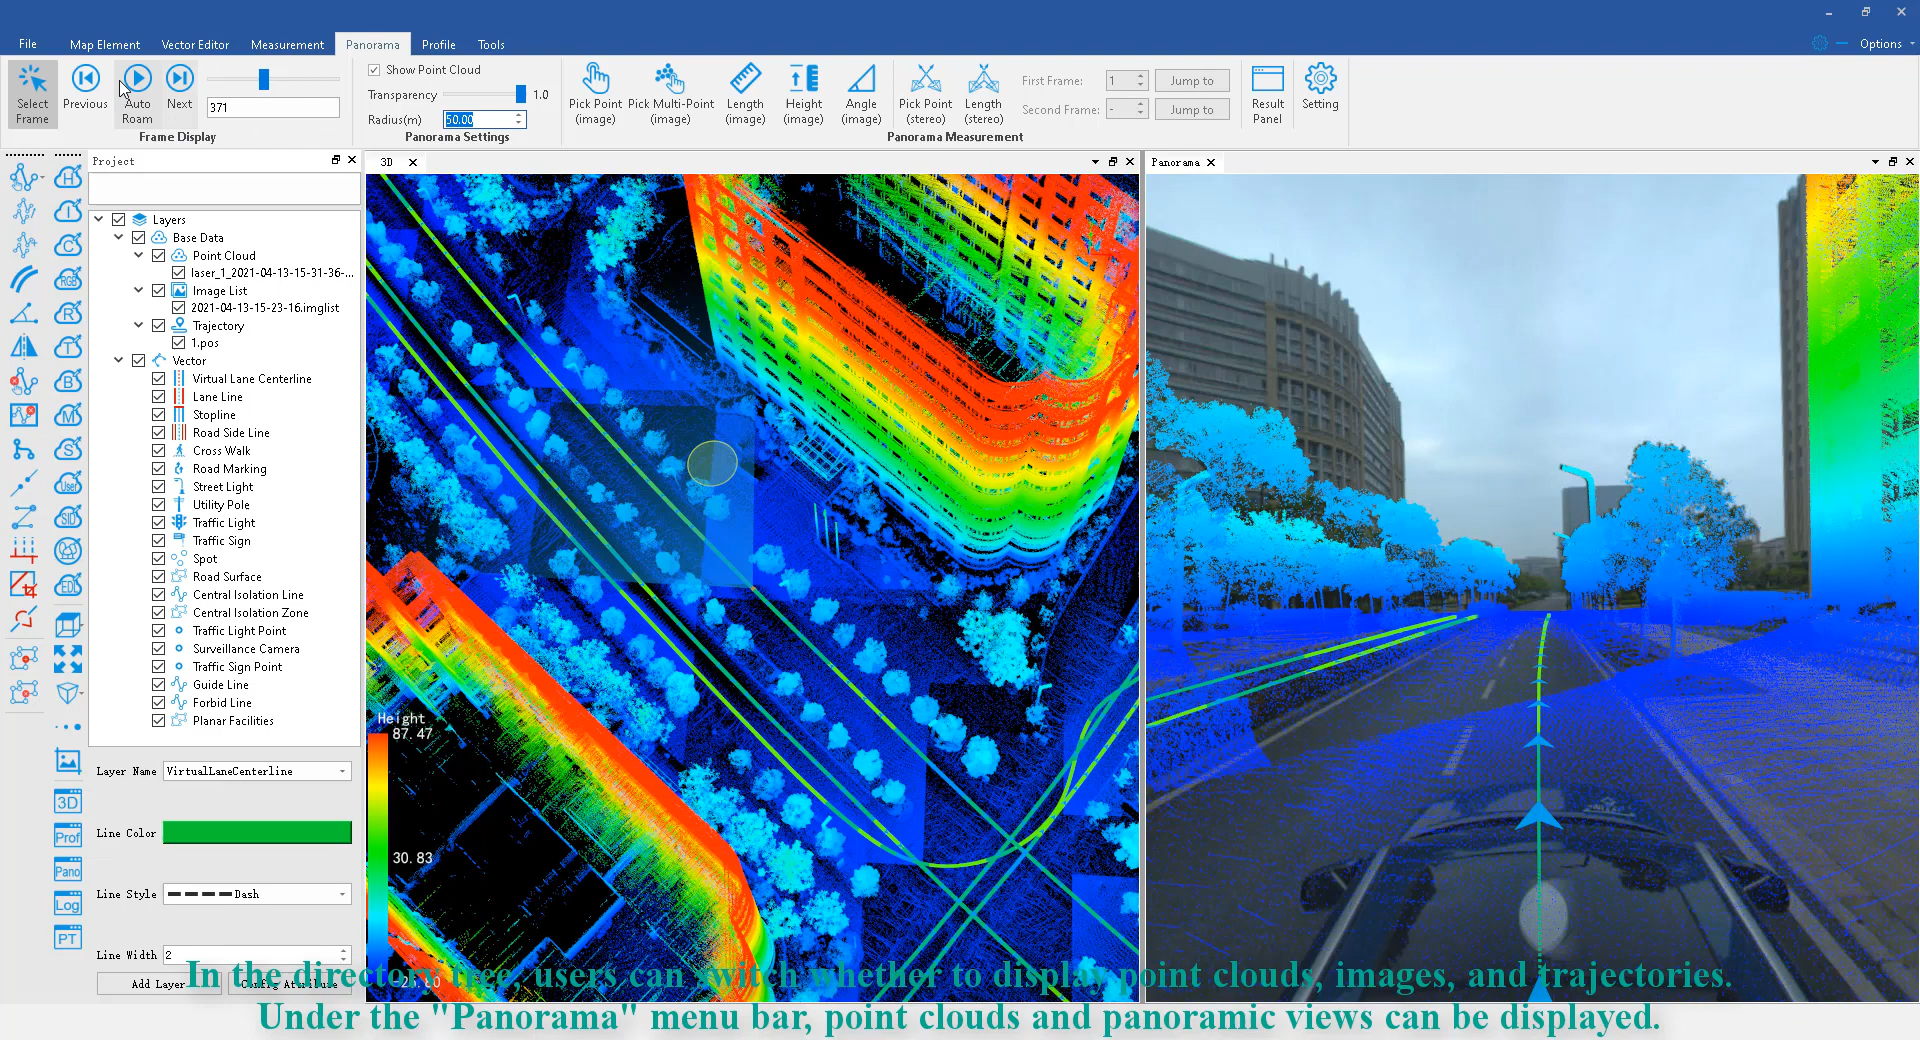 File Map Element Vector Editor Measurement Panorama Profile Tools Options
Select Frame Previous Auto Roam Next
371
Frame Display
Show Point Cloud
Transparency 1.0
Radius(m) 50.00
Panorama Settings
Pick Point (image) Pick Multi-Point (image) Length (image) Height (image) Angle (image) Pick Point (stereo) Length (stereo)
First Frame: 1 Jump to
Second Frame: - Jump to
Panorama Measurement
Result Panel Setting
Project
3D
Panorama
Layers
Base Data
Point Cloud
laser_1_2021-04-13-15-31-36-...
Image List
2021-04-13-15-23-16.imglist
Trajectory
1.pos
Vector
Virtual Lane Centerline
Lane Line
Stopline
Road Side Line
Cross Walk
Road Marking
Street Light
Utility Pole
Traffic Light
Traffic Sign
Spot
Road Surface
Central Isolation Line
Central Isolation Zone
Traffic Light Point
Surveillance Camera
Traffic Sign Point
Guide Line
Forbid Line
Planar Facilities
H
I
C
RGB
R
T
B
M
S
User
SID
EDL
3D
Prof
Pano
Log
PT
Layer Name VirtualLaneCenterline
Line Color
Line Style Dash
Line Width 2
Add Layer Config Attribute
Height
87.47
30.83
In the directory tree, users can switch whether to display point clouds, images, and trajectories.
Under the "Panorama" menu bar, point clouds and panoramic views can be displayed.